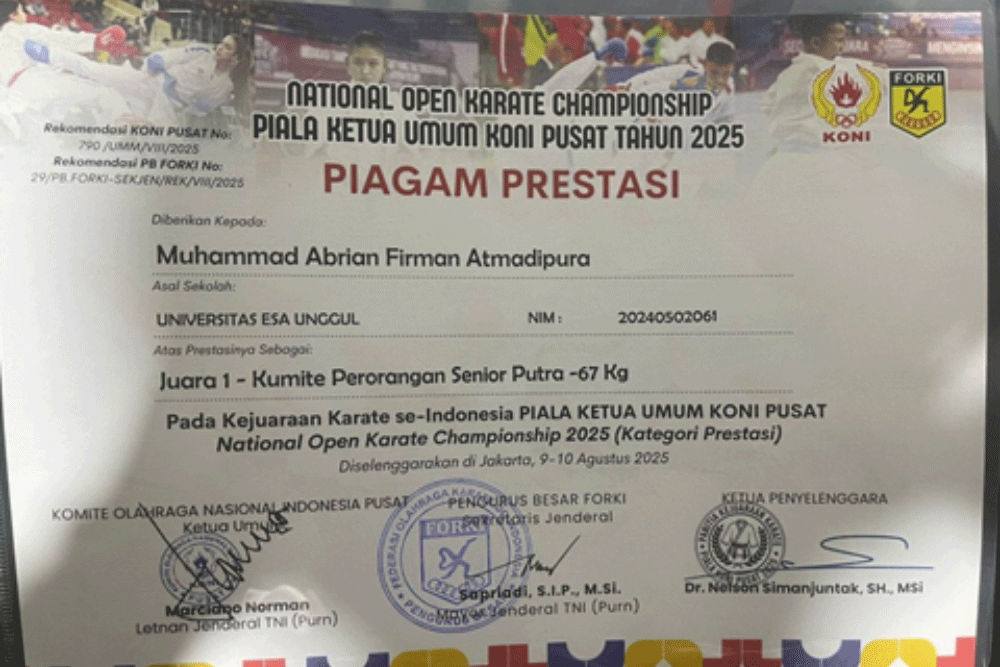 NATIONAL OPEN KARATE CHAMPIONSHIP
PIALA KETUA UMUM KONI PUSAT TAHUN 2025
KONI
FORKI
Rekomendasi KONI PUSAT No:
790 /UMM/VIII/2025
Rekomendasi PB FORKI No:
29/PB.FORKI-SEKJEN/REK/VIII/2025
PIAGAM PRESTASI
Diberikan Kepada:
Muhammad Abrian Firman Atmadipura
Asal Sekolah:
UNIVERSITAS ESA UNGGUL NIM : 20240502061
Atas Prestasinya Sebagai:
Juara 1 - Kumite Perorangan Senior Putra -67 Kg
Pada Kejuaraan Karate se-Indonesia PIALA KETUA UMUM KONI PUSAT
National Open Karate Championship 2025 (Kategori Prestasi)
Diselenggarakan di Jakarta, 9-10 Agustus 2025
KOMITE OLAHRAGA NASIONAL INDONESIA PUSAT
Ketua Umum
Marciano Norman
Letnan Jenderal TNI (Purn)
PENGURUS BESAR FORKI
Sekretaris Jenderal
FORKI
Sapriadi, S.I.P., M.Si.
Mayor Jenderal TNI (Purn)
KETUA PENYELENGGARA
Dr. Nelson Simanjuntak, SH., MSi